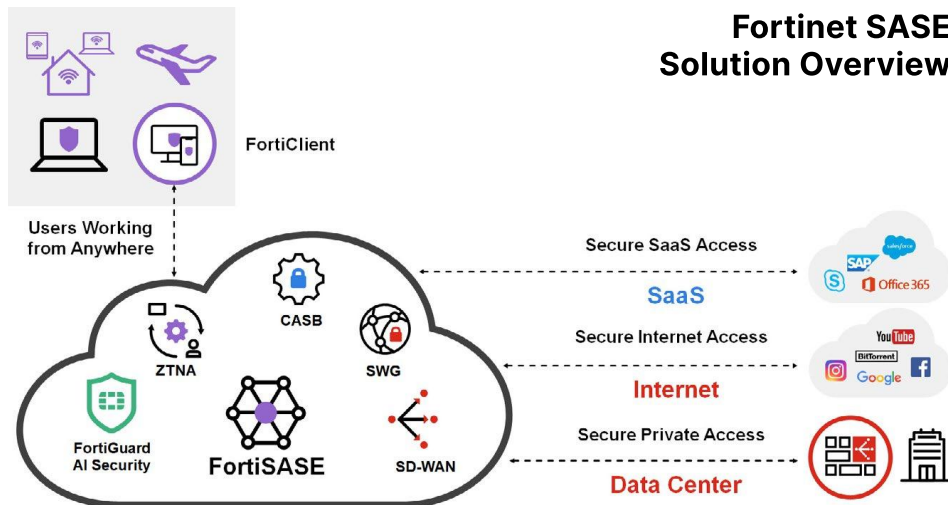 Fortinet SASE
Solution Overview
FortiClient
Users Working
from Anywhere
Secure SaaS Access
SaaS
salesforce
SAP
S
Office 365
CASB
ZTNA
SWG
Secure Internet Access
Internet
YouTube
BitTorrent
Google
f
FortiGuard
AI Security
FortiSASE
SD-WAN
Secure Private Access
Data Center